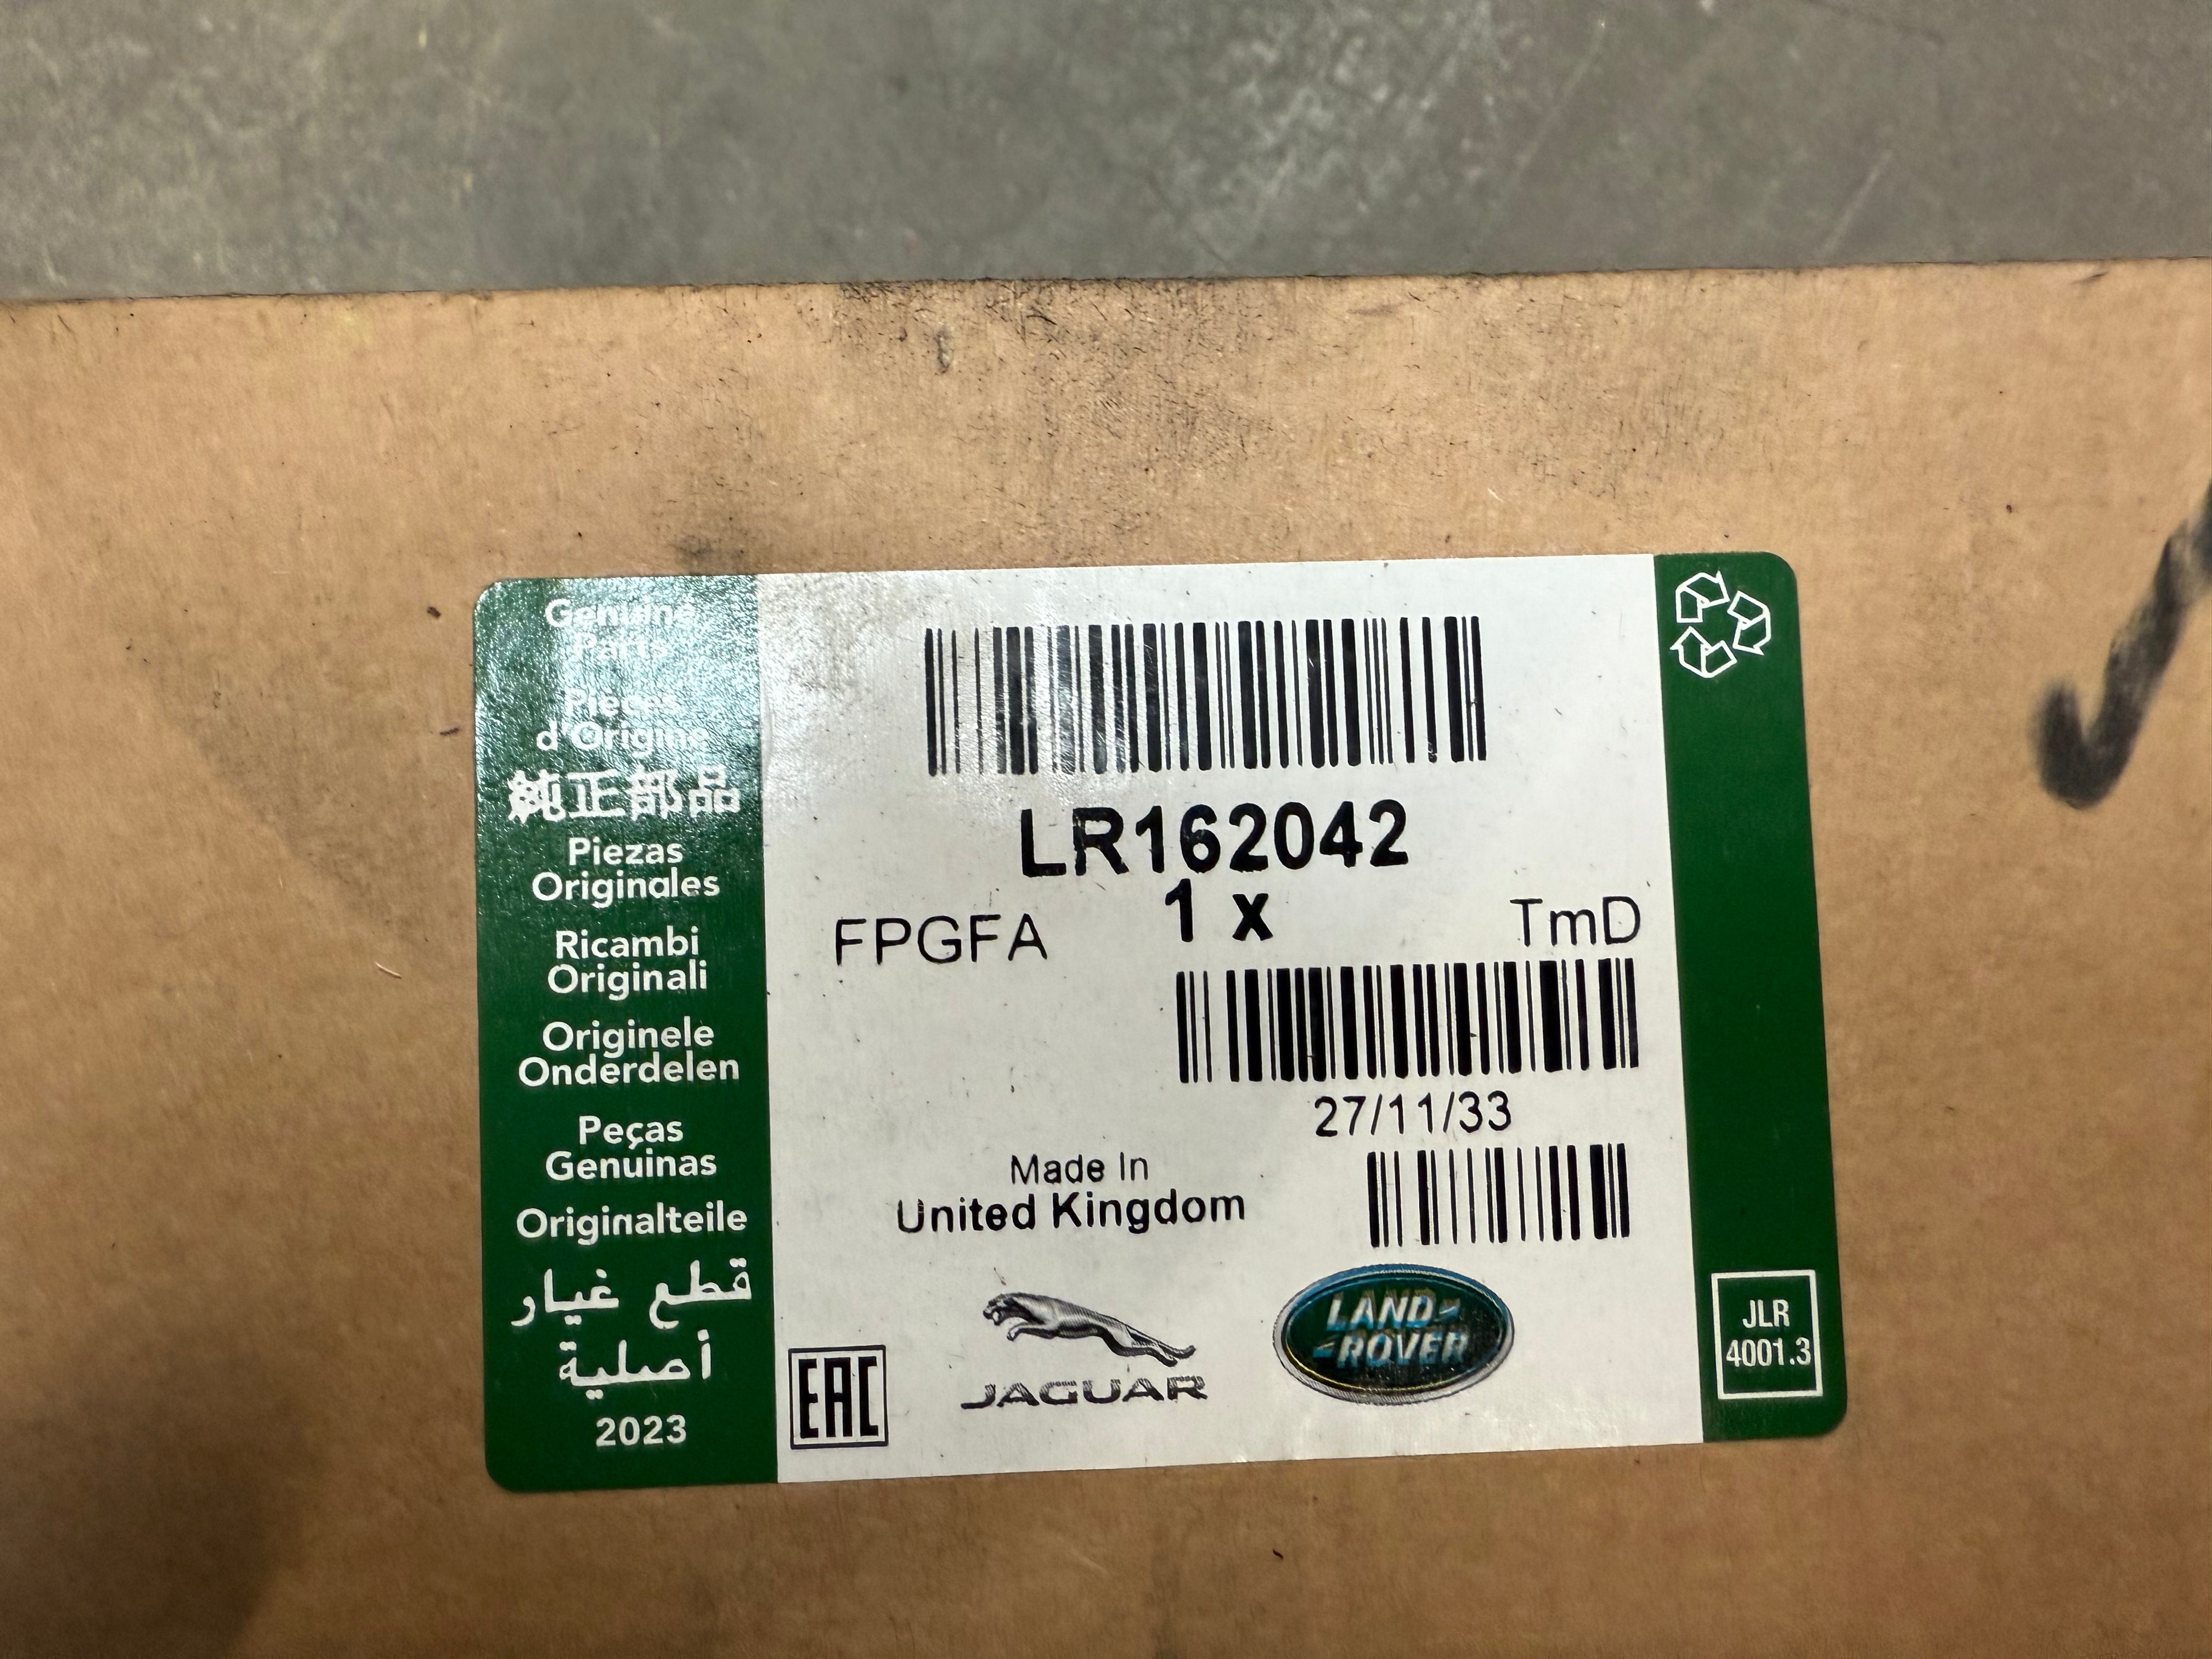 Genuine
Parts
Pièces
d'Origine
純正部品
Piezas
Originales
Ricambi
Originali
Originele
Onderdelen
Peças
Genuinas
Originalteile
قطع غيار
أصلية
2023
LR162042
1 x
FPGFA
TmD
27/11/33
Made In
United Kingdom
EAC
JAGUAR
LAND-
-ROVER
JLR
4001.3